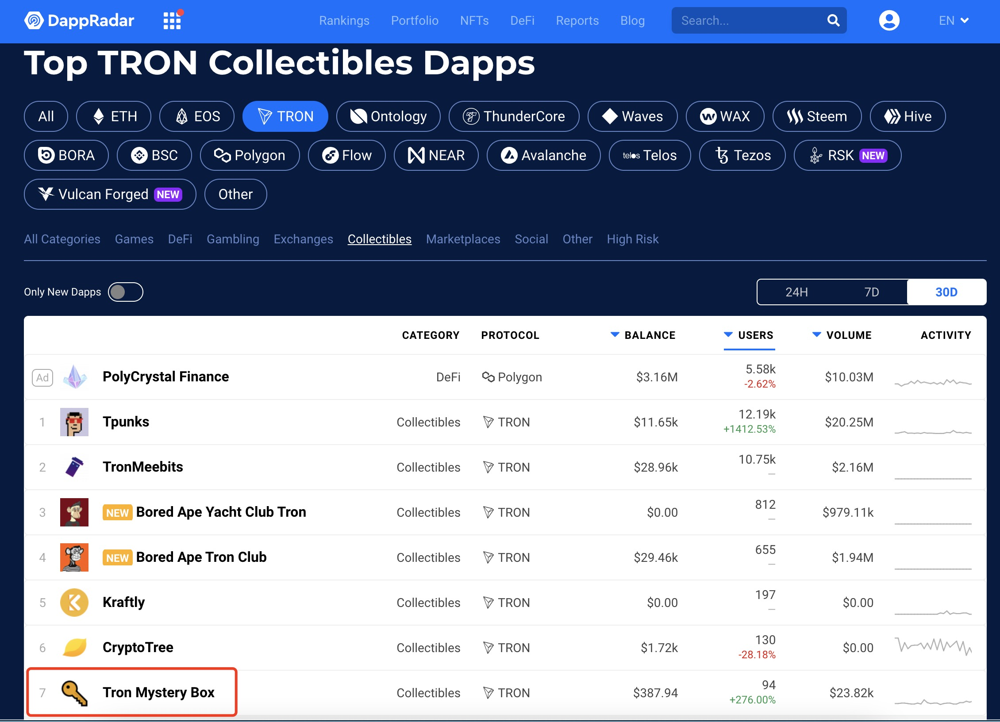 DappRadar
Rankings Portfolio NFTs DeFi Reports Blog Search... EN
Top TRON Collectibles Dapps
All ETH EOS TRON Ontology ThunderCore Waves WAX Steem Hive
BORA BSC Polygon Flow NEAR Avalanche telos Telos Tezos RSK NEW
Vulcan Forged NEW Other
All Categories Games DeFi Gambling Exchanges Collectibles Marketplaces Social Other High Risk
Only New Dapps 24H 7D 30D
CATEGORY PROTOCOL BALANCE USERS VOLUME ACTIVITY
Ad PolyCrystal Finance DeFi Polygon $3.16M 5.58k $10.03M
-2.62%
1 Tpunks Collectibles TRON $11.65k 12.19k $20.25M
+1412.53%
2 TronMeebits Collectibles TRON $28.96k 10.75k $2.16M
–
3 NEW Bored Ape Yacht Club Tron Collectibles TRON $0.00 812 $979.11k
–
4 NEW Bored Ape Tron Club Collectibles TRON $29.46k 655 $1.94M
–
5 Kraftly Collectibles TRON $0.00 197 $0.00
–
6 CryptoTree Collectibles TRON $1.72k 130 $0.00
-28.18%
7 Tron Mystery Box Collectibles TRON $387.94 94 $23.82k
+276.00%